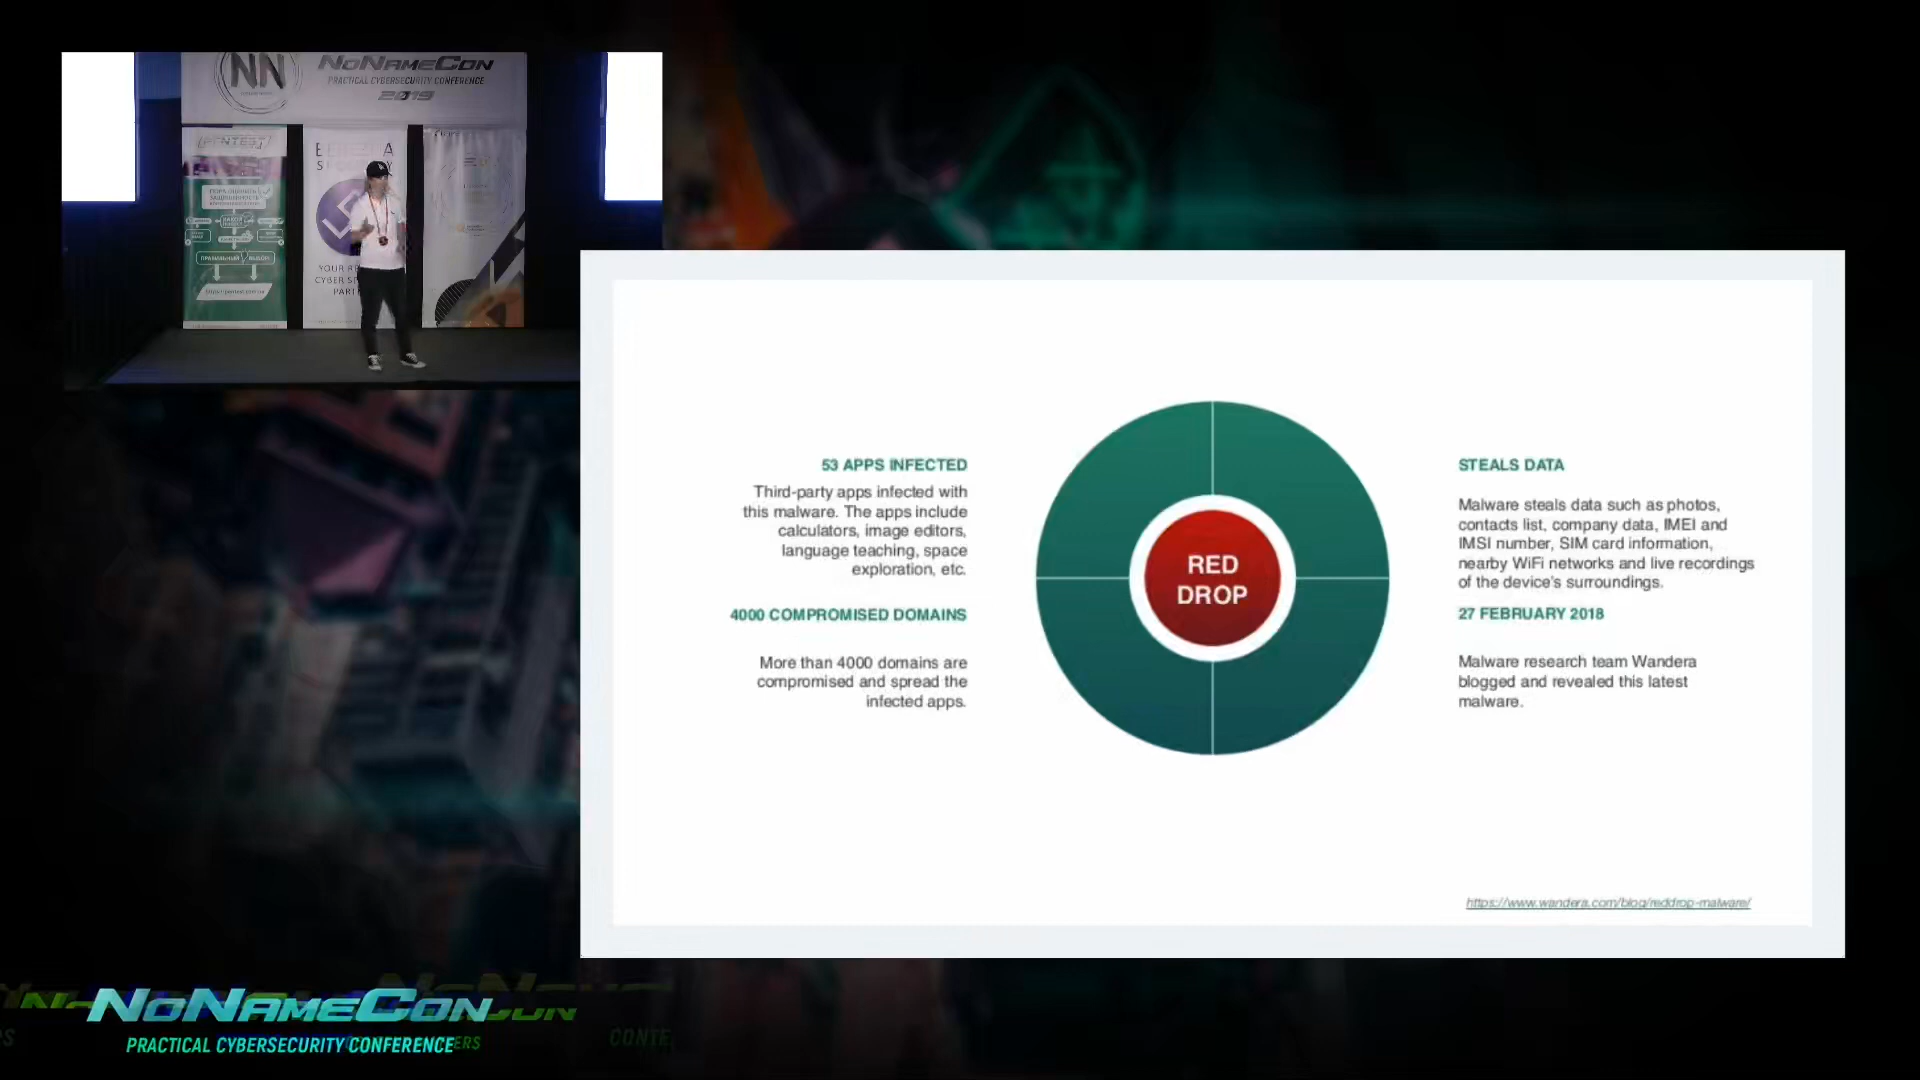 NN
NoNameCon
PRACTICAL CYBERSECURITY CONFERENCE
2019
PENTEST
ПРАВИЛЬНИЙ
YOUR
CYBER
53 APPS INFECTED
Third-party apps infected with
this malware. The apps include
calculators, image editors,
language teaching, space
exploration, etc.
4000 COMPROMISED DOMAINS
More than 4000 domains are
compromised and spread the
infected apps.
RED
DROP
STEALS DATA
Malware steals data such as photos,
contacts list, company data, IMEI and
IMSI number, SIM card information,
nearby WiFi networks and live recordings
of the device's surroundings.
27 FEBRUARY 2018
Malware research team Wandera
blogged and revealed this latest
malware.
https://www.wandera.com/blog/reddrop-malware/
NoNameCon
PRACTICAL CYBERSECURITY CONFERENCE